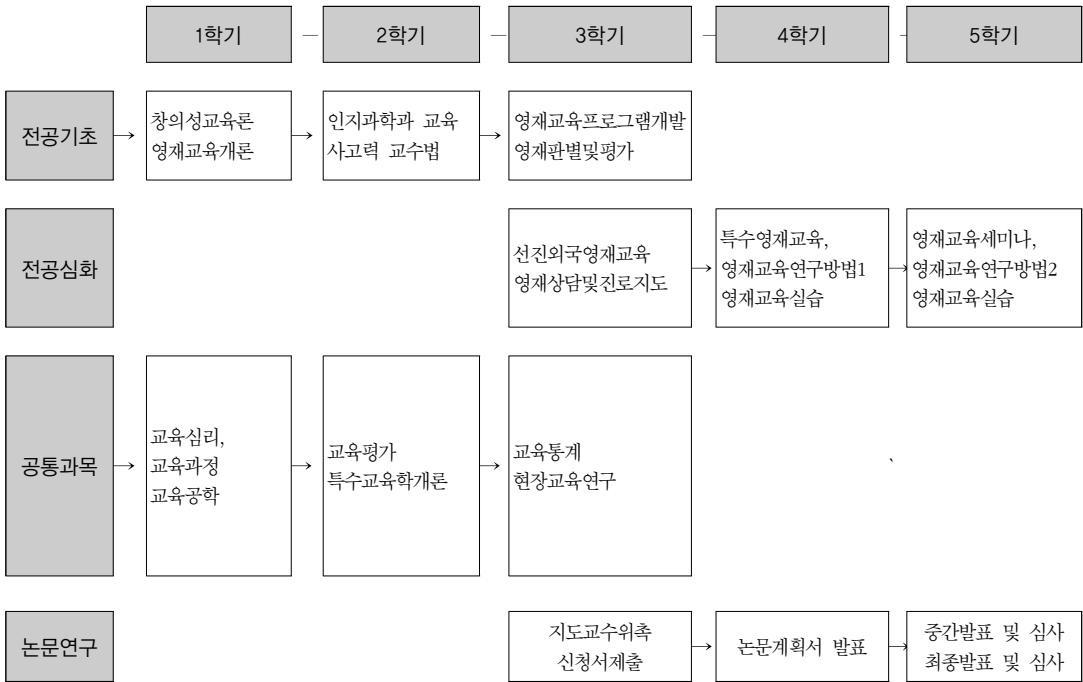 1학기 2학기 3학기 4학기 5학기
전공기초
창의성교육론
영재교육개론
인지과학과 교육
사고력 교수법
영재교육프로그램개발
영재판별및평가
전공심화
선진외국영재교육
영재상담및진로지도
특수영재교육,
영재교육연구방법1
영재교육실습
영재교육세미나,
영재교육연구방법2
영재교육실습
공통과목
교육심리,
교육과정
교육공학
교육평가
특수교육학개론
교육통계
현장교육연구
논문연구
지도교수위촉
신청서제출
논문계획서 발표
중간발표 및 심사
최종발표 및 심사